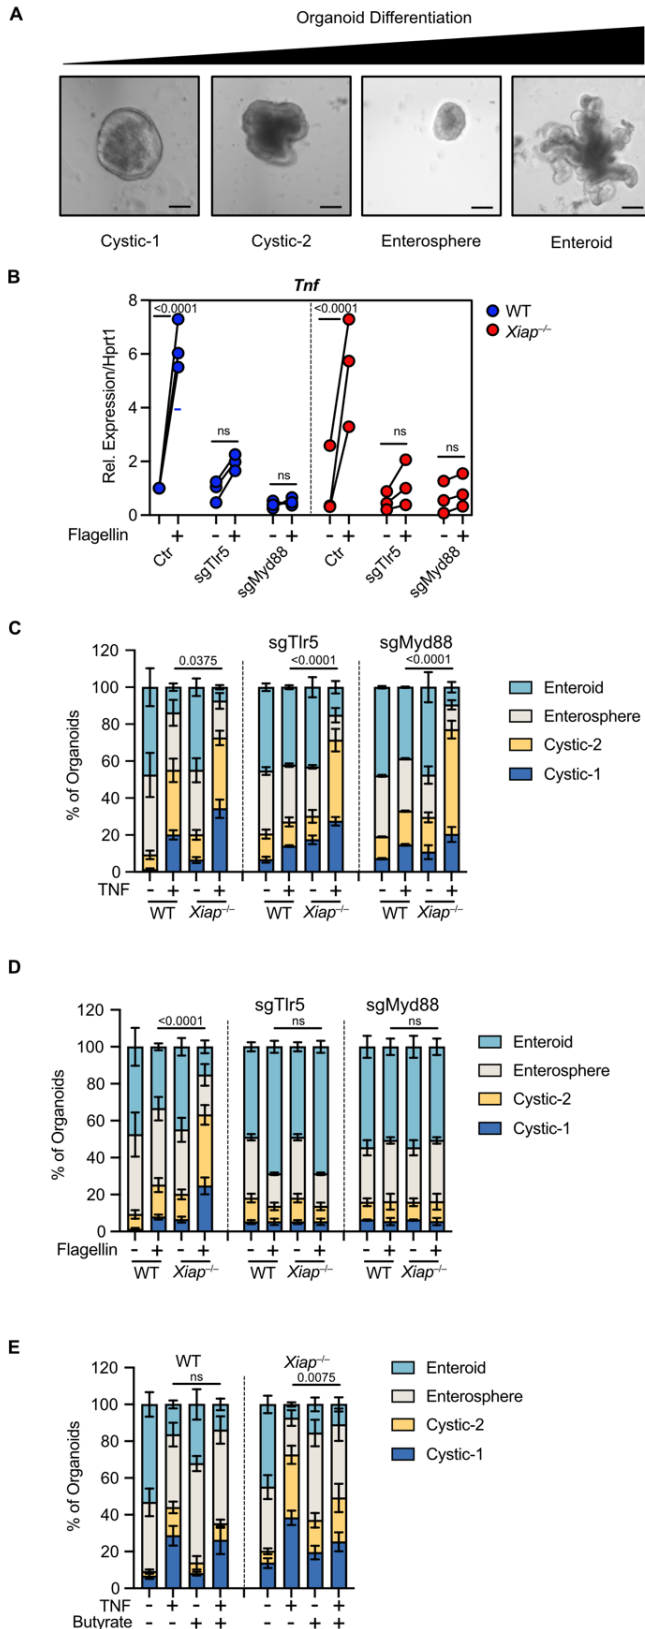 A
Organoid Differentiation
Cystic-1
Cystic-2
Enterosphere
Enteroid
B
Tnf
<0.0001
<0.0001
WT
Xiap–/–
Rel. Expression/Hprt1
8
6
4
2
0
ns
ns
ns
ns
Flagellin
- + - + - + - + - + - +
Ctr
sgTlr5
sgMyd88
Ctr
sgTlr5
sgMyd88
C
sgTlr5
sgMyd88
0.0375
<0.0001
<0.0001
% of Organoids
120
100
80
60
40
20
0
Enteroid
Enterosphere
Cystic-2
Cystic-1
TNF
- + - + - + - + - + - +
WT Xiap–/– WT Xiap–/– WT Xiap–/–
D
sgTlr5
sgMyd88
<0.0001
ns
ns
% of Organoids
120
100
80
60
40
20
0
Enteroid
Enterosphere
Cystic-2
Cystic-1
Flagellin
- + - + - + - + - + - +
WT Xiap–/– WT Xiap–/– WT Xiap–/–
E
WT
Xiap–/–
ns
0.0075
% of Organoids
120
100
80
60
40
20
0
Enteroid
Enterosphere
Cystic-2
Cystic-1
TNF - + - + - + - +
Butyrate - - + + - - + +